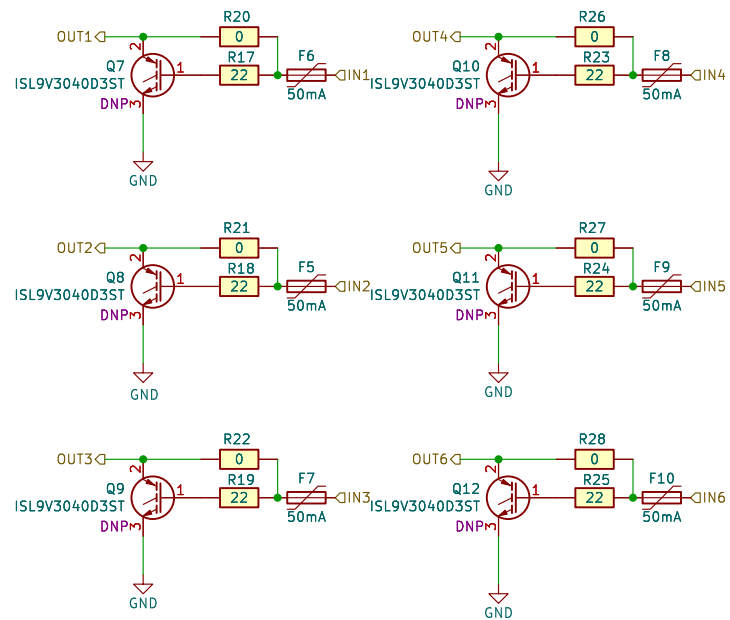 R20
OUT1 0
2 R17 F6
Q7 1 22 IN1
ISL9V3040D3ST 50mA
DNP 3
GND
R26
OUT4 0
2 R23 F8
Q10 1 22 IN4
ISL9V3040D3ST 50mA
DNP 3
GND
R21
OUT2 0
2 R18 F5
Q8 1 22 IN2
ISL9V3040D3ST 50mA
DNP 3
GND
R27
OUT5 0
2 R24 F9
Q11 1 22 IN5
ISL9V3040D3ST 50mA
DNP 3
GND
R22
OUT3 0
2 R19 F7
Q9 1 22 IN3
ISL9V3040D3ST 50mA
DNP 3
GND
R28
OUT6 0
2 R25 F10
Q12 1 22 IN6
ISL9V3040D3ST 50mA
DNP 3
GND